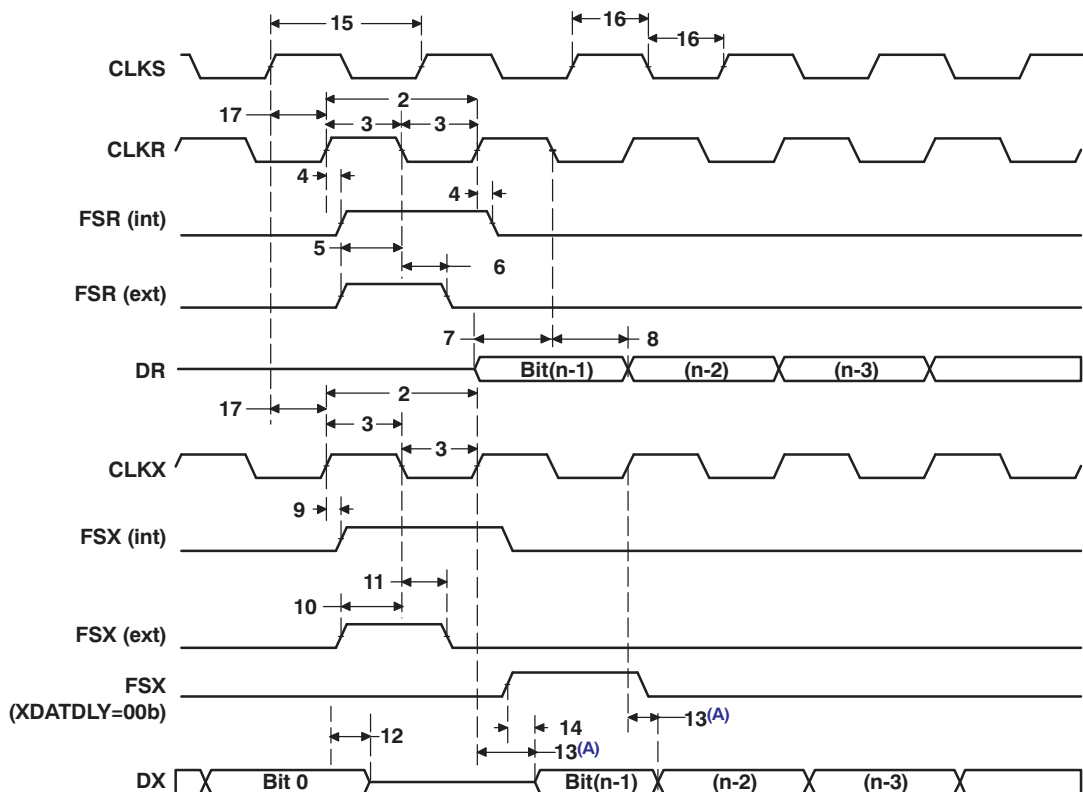 15
16
16
CLKS
2
17
3
3
CLKR
4
4
FSR (int)
5
6
FSR (ext)
7
8
DR
Bit(n-1)
(n-2)
(n-3)
2
17
3
3
CLKX
9
FSX (int)
11
10
FSX (ext)
FSX
(XDATDLY=00b)
13(A)
14
12
13(A)
DX
Bit 0
Bit(n-1)
(n-2)
(n-3)